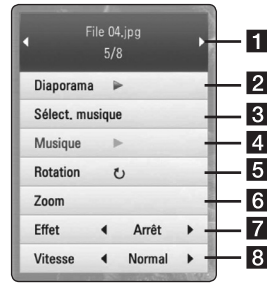 File 04.jpg 1
5/8
Diaporama 2
Sélect. musique 3
Musique 4
Rotation 5
Zoom 6
Effet Arrêt 7
Vitesse Normal 8